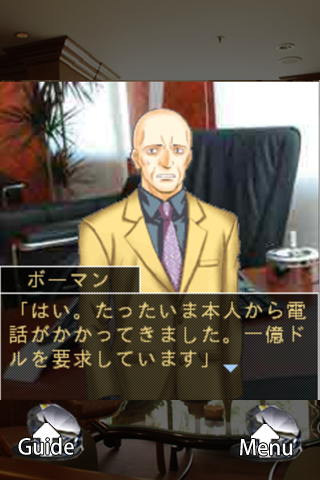 ボーマン
「はい。たったいま本人から電
話がかかってきました。一億ド
ルを要求しています」
Guide
Menu